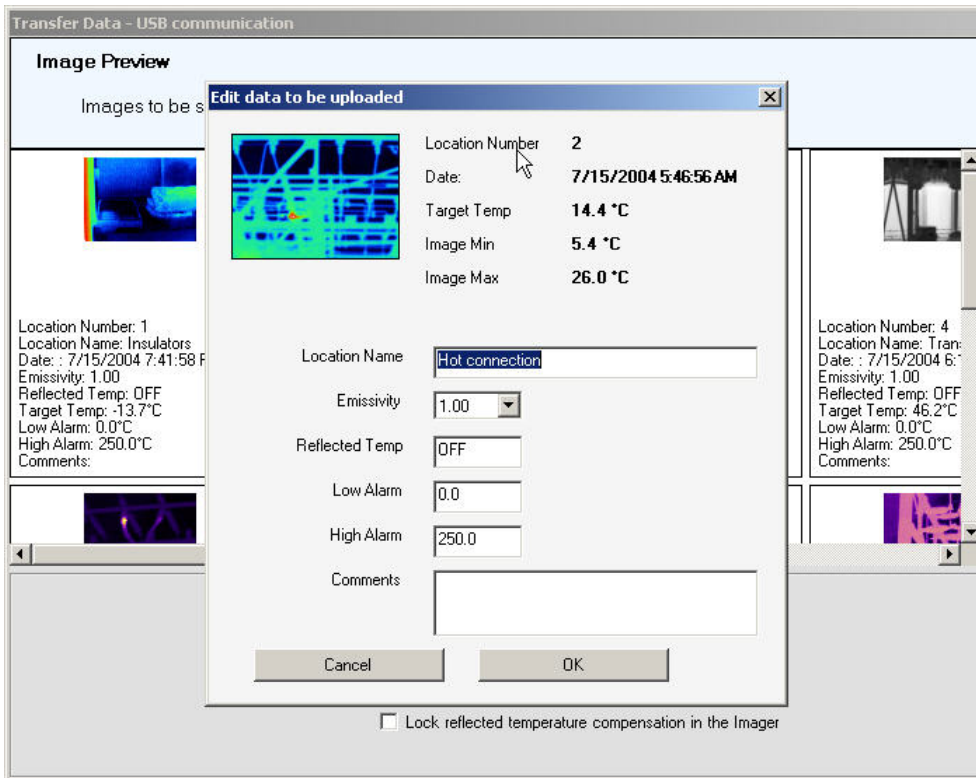 Transfer Data - USB communication
Image Preview
Images to be s
Edit data to be uploaded
Location Number 2
Date: 7/15/2004 5:46:56 AM
Target Temp 14.4 °C
Image Min 5.4 °C
Image Max 26.0 °C
Location Name Hot connection
Emissivity 1.00
Reflected Temp OFF
Low Alarm 0.0
High Alarm 250.0
Comments
Cancel OK
Location Number: 1
Location Name: Insulators
Date: : 7/15/2004 7:41:58 P
Emissivity: 1.00
Reflected Temp: OFF
Target Temp: -13.7°C
Low Alarm: 0.0°C
High Alarm: 250.0°C
Comments:
Location Number: 4
Location Name: Tran
Date: : 7/15/2004 6:
Emissivity: 1.00
Reflected Temp: OFF
Target Temp: 46.2°C
Low Alarm: 0.0°C
High Alarm: 250.0°C
Comments:
Lock reflected temperature compensation in the Imager